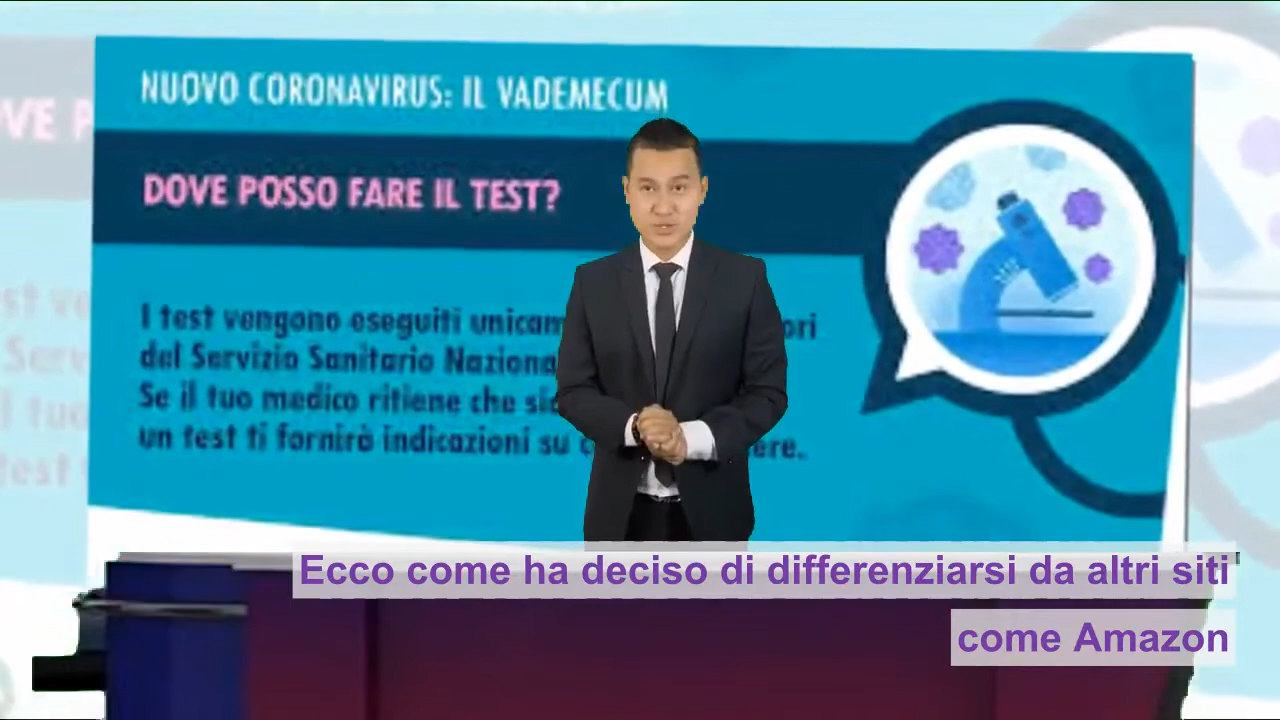 NUOVO CORONAVIRUS: IL VADEMECUM
DOVE POSSO FARE IL TEST?
I test vengono eseguiti
del Servizio Sanitario
Se il tuo medico ritiene che
un test ti fornirà indicazioni su
Ecco come ha deciso di differenziarsi da altri siti
come Amazon